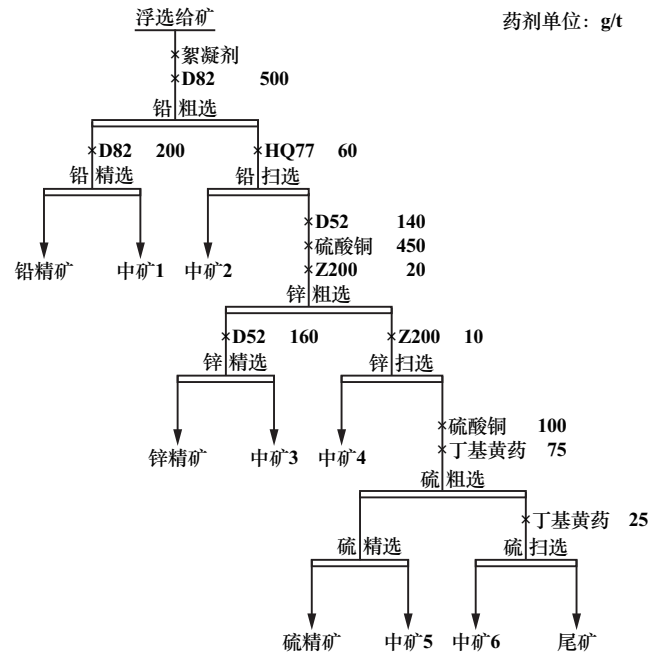 浮选给矿
药剂单位：g/t
絮凝剂
D82 500
铅 粗选
D82 200
HQ77 60
铅 精选
铅 扫选
D52 140
硫酸铜 450
Z200 20
铅精矿
中矿1
中矿2
锌 粗选
D52 160
Z200 10
锌 精选
锌 扫选
硫酸铜 100
丁基黄药 75
锌精矿
中矿3
中矿4
硫 粗选
丁基黄药 25
硫 精选
硫 扫选
硫精矿
中矿5
中矿6
尾矿